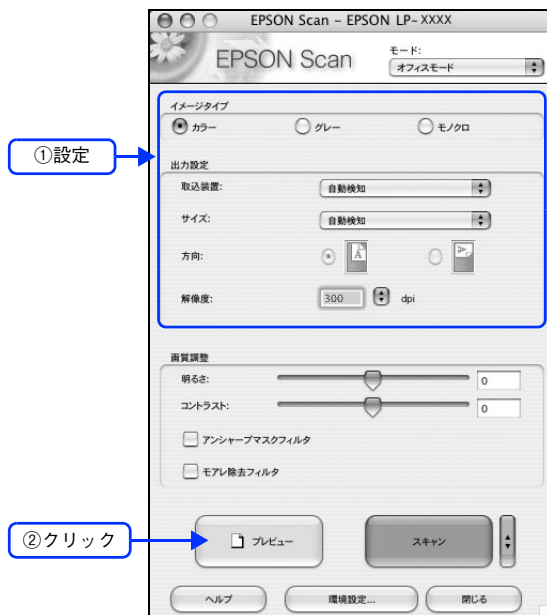 EPSON Scan – EPSON LP-XXXX
EPSON Scan
モード:
オフィスモード
イメージタイプ
カラー
グレー
モノクロ
①設定
出力設定
取込装置:
自動検知
サイズ:
自動検知
方向:
A
A
解像度:
300
dpi
画質調整
明るさ:
0
コントラスト:
0
アンシャープマスクフィルタ
モアレ除去フィルタ
②クリック
プレビュー
スキャン
ヘルプ
環境設定...
閉じる